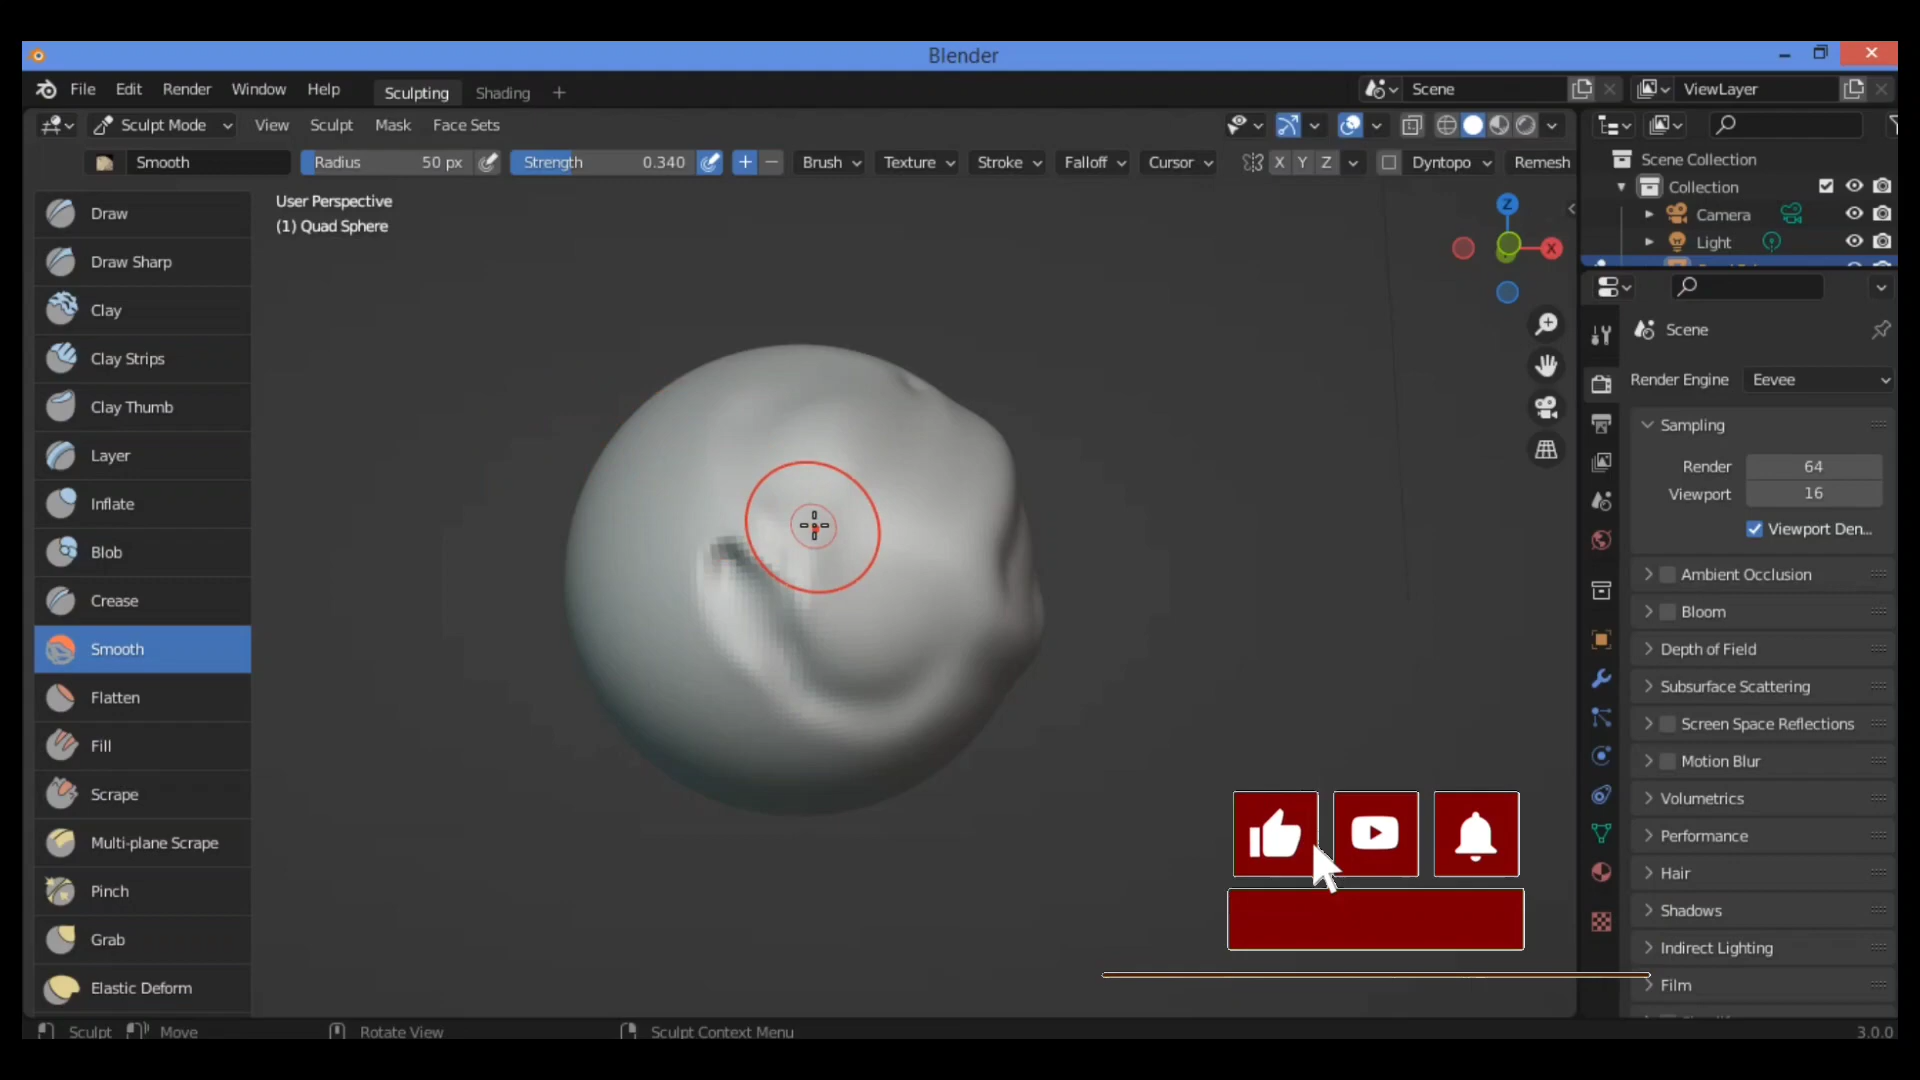 Blender
File Edit Render Window Help Sculpting Shading + Scene ViewLayer
Sculpt Mode View Sculpt Mask Face Sets
Smooth Radius 50 px Strength 0.340 + − Brush Texture Stroke Falloff Cursor X Y Z Dyntopo Remesh
Draw
Draw Sharp
Clay
Clay Strips
Clay Thumb
Layer
Inflate
Blob
Crease
Smooth
Flatten
Fill
Scrape
Multi-plane Scrape
Pinch
Grab
Elastic Deform
User Perspective
(1) Quad Sphere
Z
X
Scene Collection
Collection
Camera
Light
Scene
Render Engine Eevee
Sampling
Render 64
Viewport 16
Viewport Den...
Ambient Occlusion
Bloom
Depth of Field
Subsurface Scattering
Screen Space Reflections
Motion Blur
Volumetrics
Performance
Hair
Shadows
Indirect Lighting
Film
Sculpt Move Rotate View Sculpt Context Menu 3.0.0